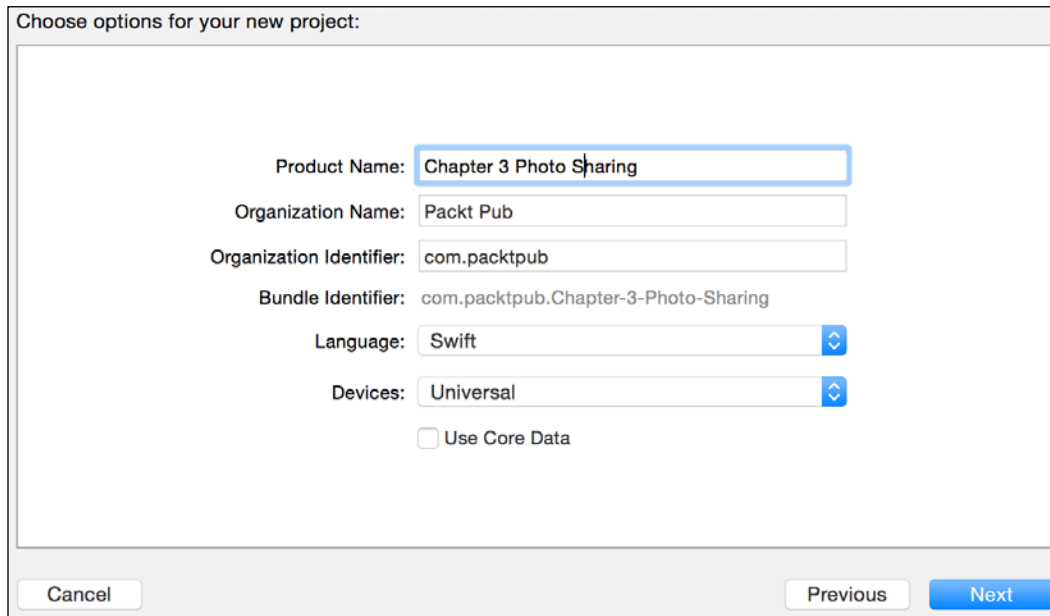 Choose options for your new project:
Product Name: Chapter 3 Photo Sharing
Organization Name: Packt Pub
Organization Identifier: com.packtpub
Bundle Identifier: com.packtpub.Chapter-3-Photo-Sharing
Language: Swift
Devices: Universal
Use Core Data
Cancel Previous Next